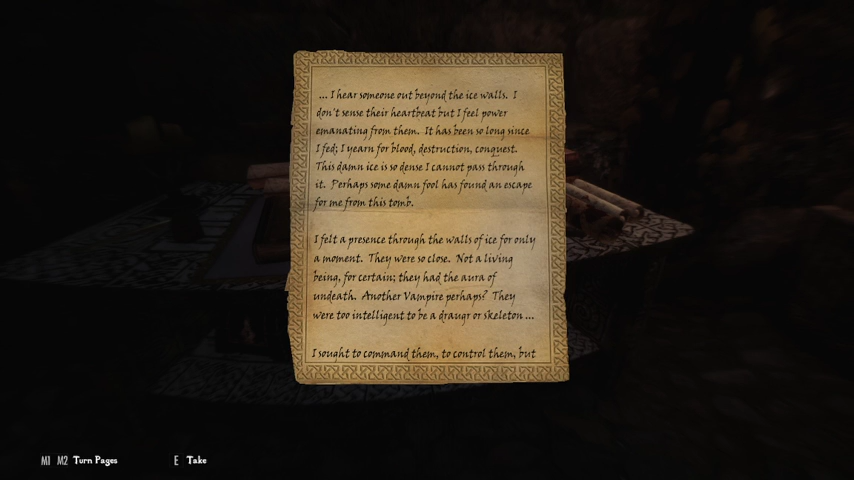 ... I hear someone out beyond the ice walls. I
don't sense their heartbeat but I feel power
emanating from them. It has been so long since
I fed; I yearn for blood, destruction, conquest.
This damn ice is so dense I cannot pass through
it. Perhaps some damn fool has found an escape
for me from this tomb.
I felt a presence through the walls of ice for only
a moment. They were so close. Not a living
being, for certain; they had the aura of
undeath. Another Vampire perhaps? They
were too intelligent to be a draugr or skeleton ...
I sought to command them, to control them, but
M1 M2 Turn Pages
E Take